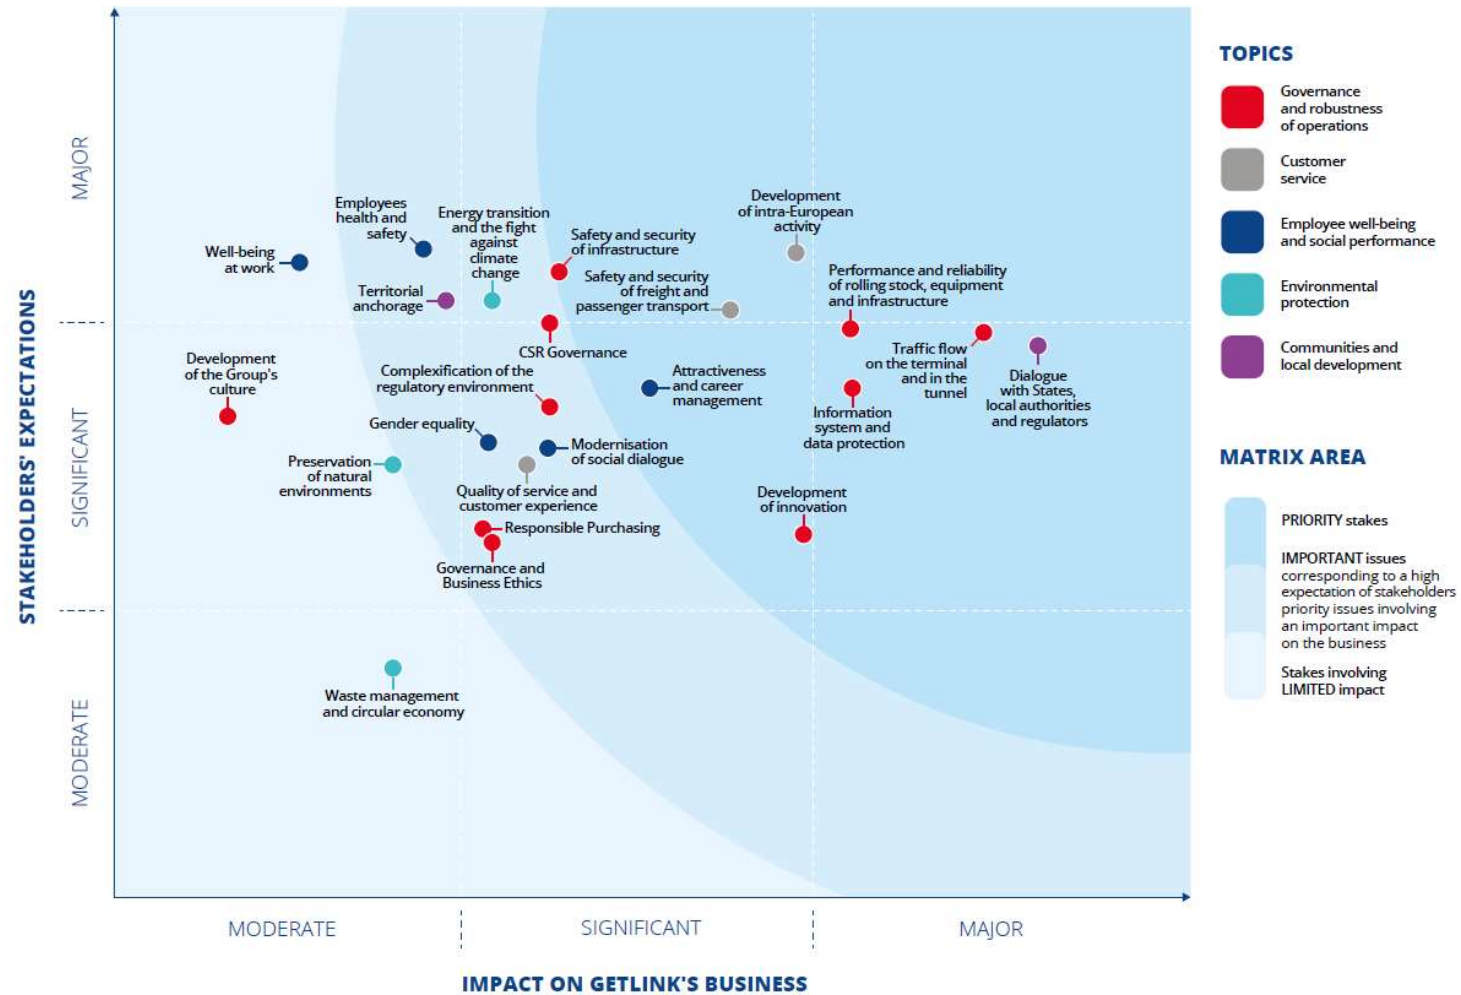 STAKEHOLDERS' EXPECTATIONS
MAJOR
SIGNIFICANT
MODERATE
Well-being
at work
Employees
health and
safety
Energy transition
and the fight
against
climate
change
Territorial
anchorage
Safety and security
of infrastructure
Safety and security
of freight and
passenger transport
Development
of intra-European
activity
Performance and reliability
of rolling stock, equipment
and infrastructure
CSR Governance
Traffic flow
on the terminal
and in the
tunnel
Dialogue
with States,
local authorities
and regulators
Development
of the Group's
culture
Complexification of the
regulatory environment
Attractiveness
and career
management
Information
system and
data protection
Gender equality
Modernisation
of social dialogue
Preservation
of natural
environments
Quality of service and
customer experience
Development
of innovation
Responsible Purchasing
Governance and
Business Ethics
Waste management
and circular economy
MODERATE
SIGNIFICANT
MAJOR
IMPACT ON GETLINK'S BUSINESS
TOPICS
Governance
and robustness
of operations
Customer
service
Employee well-being
and social performance
Environmental
protection
Communities and
local development
MATRIX AREA
PRIORITY stakes
IMPORTANT issues
corresponding to a high
expectation of stakeholders
priority issues involving
an important impact
on the business
Stakes involving
LIMITED impact